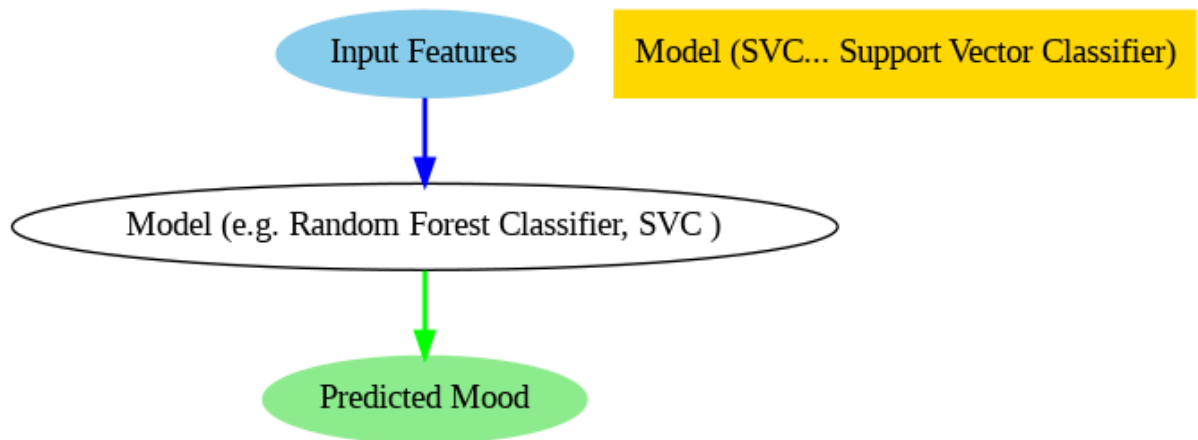 Input Features
Model (SVC... Support Vector Classifier)
Model (e.g. Random Forest Classifier, SVC )
Predicted Mood